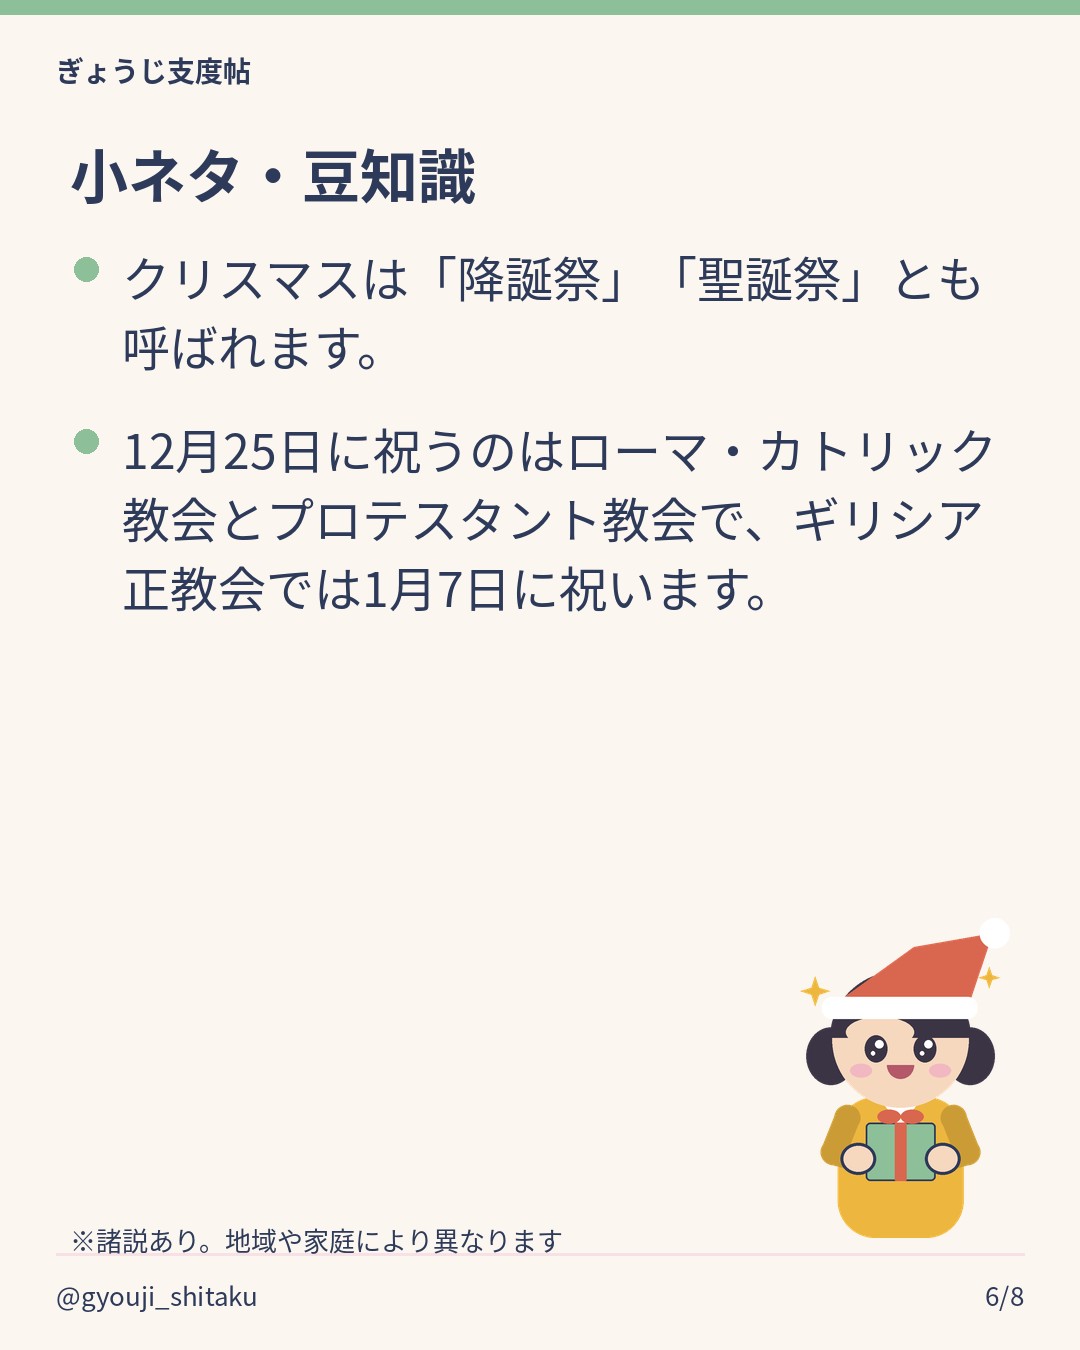 ぎょうじ支度帖
小ネタ・豆知識
クリスマスは「降誕祭」「聖誕祭」とも
呼ばれます。
12月25日に祝うのはローマ・カトリック
教会とプロテスタント教会で、ギリシア
正教会では1月7日に祝います。
※諸説あり。地域や家庭により異なります
@gyouji_shitaku
6/8